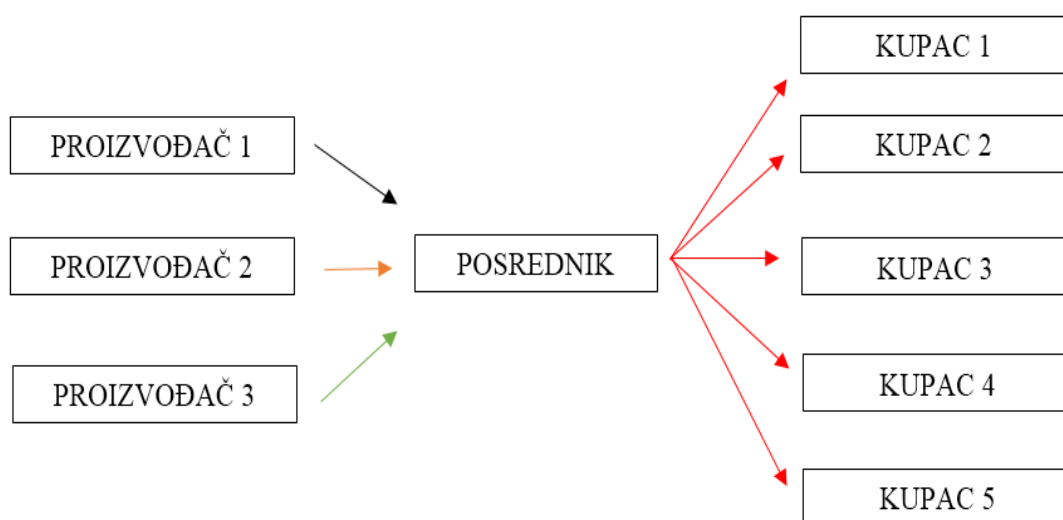 PROIZVOĐAČ 1
PROIZVOĐAČ 2
PROIZVOĐAČ 3
POSREDNIK
KUPAC 1
KUPAC 2
KUPAC 3
KUPAC 4
KUPAC 5